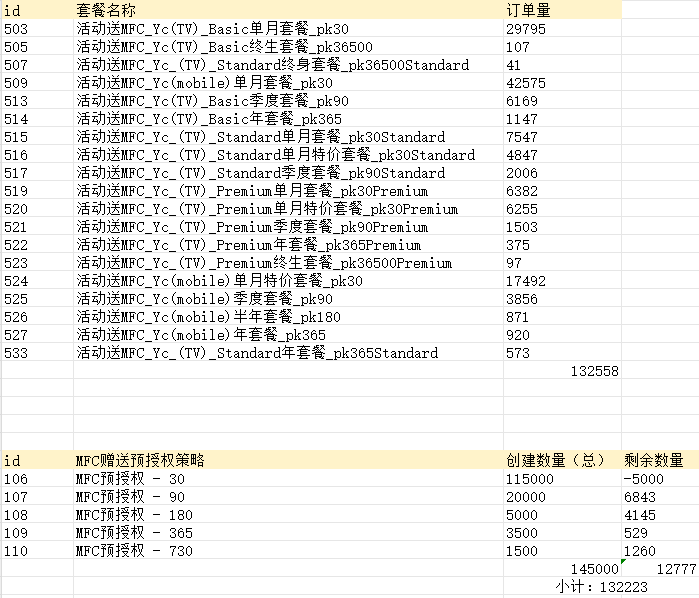 id 套餐名称 订单量
503 活动送MFC_Yc(TV)_Basic单月套餐_pk30 29795
505 活动送MFC_Yc(TV)_Basic终生套餐_pk36500 107
507 活动送MFC_Yc_(TV)_Standard终身套餐_pk36500Standard 41
509 活动送MFC_Yc(mobile)单月套餐_pk30 42575
513 活动送MFC_Yc(TV)_Basic季度套餐_pk90 6169
514 活动送MFC_Yc(TV)_Basic年套餐_pk365 1147
515 活动送MFC_Yc_(TV)_Standard单月套餐_pk30Standard 7547
516 活动送MFC_Yc_(TV)_Standard单月特价套餐_pk30Standard 4847
517 活动送MFC_Yc_(TV)_Standard季度套餐_pk90Standard 2006
519 活动送MFC_Yc_(TV)_Premium单月套餐_pk30Premium 6382
520 活动送MFC_Yc_(TV)_Premium单月特价套餐_pk30Premium 6255
521 活动送MFC_Yc_(TV)_Premium季度套餐_pk90Premium 1503
522 活动送MFC_Yc_(TV)_Premium年套餐_pk365Premium 375
523 活动送MFC_Yc_(TV)_Premium终生套餐_pk36500Premium 97
524 活动送MFC_Yc(mobile)单月特价套餐_pk30 17492
525 活动送MFC_Yc(mobile)季度套餐_pk90 3856
526 活动送MFC_Yc(mobile)半年套餐_pk180 871
527 活动送MFC_Yc(mobile)年套餐_pk365 920
533 活动送MFC_Yc_(TV)_Standard年套餐_pk365Standard 573
132558
id MFC赠送预授权策略 创建数量（总） 剩余数量
106 MFC预授权 - 30 115000 -5000
107 MFC预授权 - 90 20000 6843
108 MFC预授权 - 180 5000 4145
109 MFC预授权 - 365 3500 529
110 MFC预授权 - 730 1500 1260
145000 12777
小计：132223